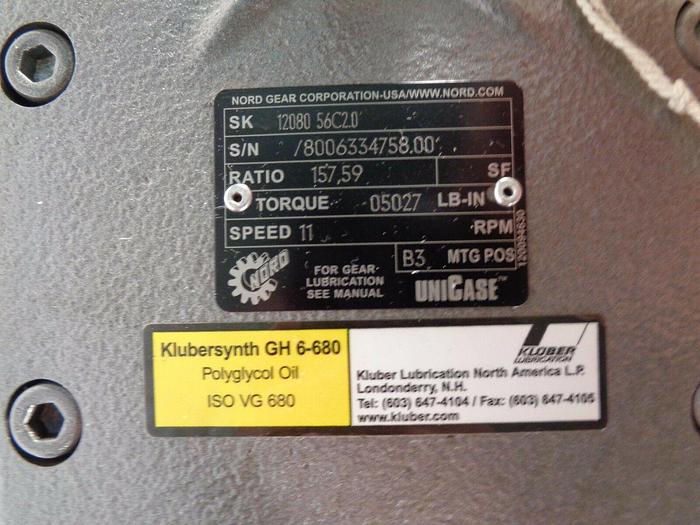 NORD GEAR CORPORATION-USA/WWW.NORD.COM
SK 12080 56C2.0
S/N /8006334758.00
RATIO 157,59 SF
TORQUE 05027 LB-IN
SPEED 11 RPM
B3 MTG POS
120094630
NORD
FOR GEAR
LUBRICATION
SEE MANUAL
UNICASE™
Klubersynth GH 6-680
Polyglycol Oil
ISO VG 680
KLUBER
LUBRICATION
Kluber Lubrication North America L.P.
Londonderry, N.H.
Tel: (603) 647-4104 / Fax: (603) 647-4105
www.kluber.com